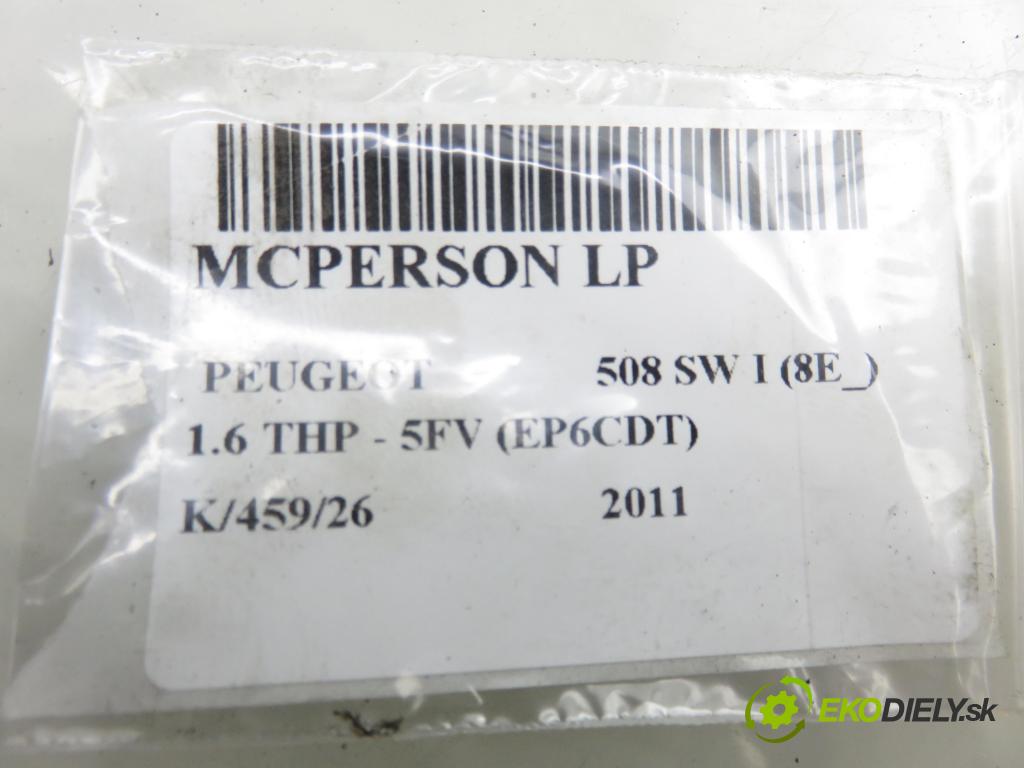 MCPERSON LP
PEUGEOT 508 SW I (8E_)
1.6 THP - 5FV (EP6CDT)
K/459/26 2011
EKODIELY.sk